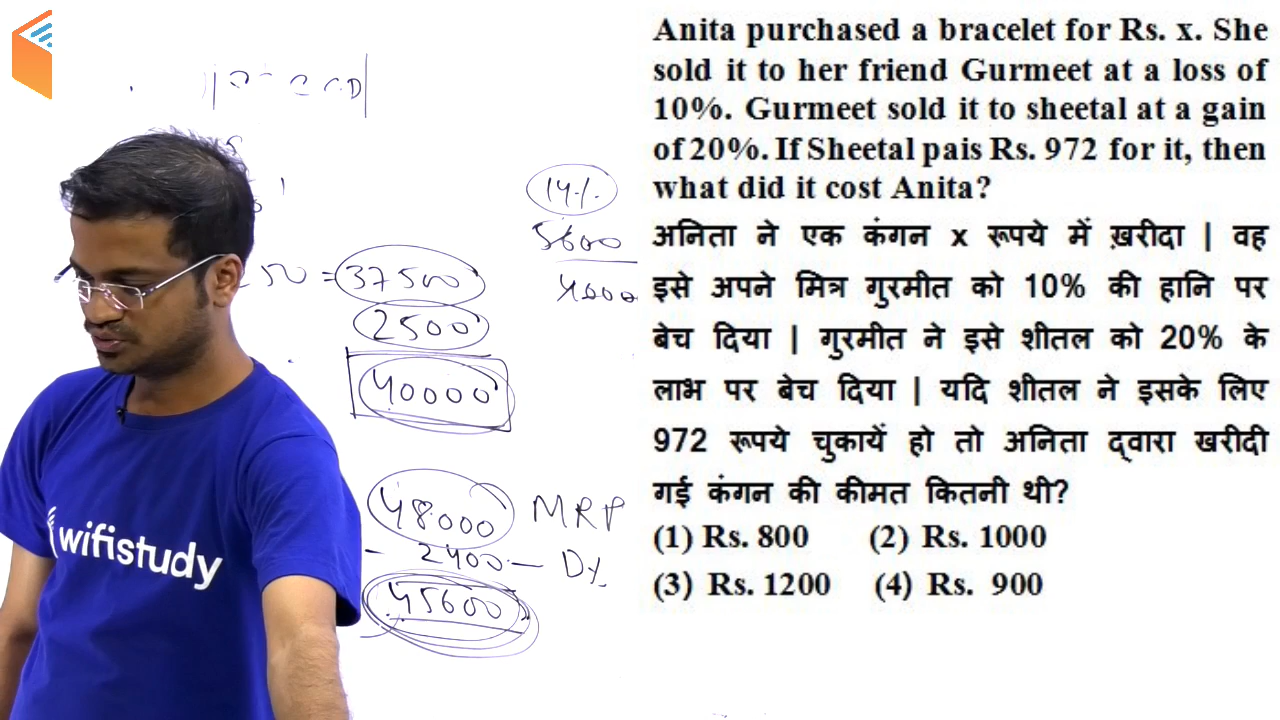 Anita purchased a bracelet for Rs. x. She
sold it to her friend Gurmeet at a loss of
10%. Gurmeet sold it to sheetal at a gain
of 20%. If Sheetal pais Rs. 972 for it, then
what did it cost Anita?
अनिता ने एक कंगन x रूपये में ख़रीदा | वह
इसे अपने मित्र गुरमीत को 10% की हानि पर
बेच दिया | गुरमीत ने इसे शीतल को 20% के
लाभ पर बेच दिया | यदि शीतल ने इसके लिए
972 रूपये चुकायें हो तो अनिता द्वारा खरीदी
गई कंगन की कीमत कितनी थी?
(1) Rs. 800 (2) Rs. 1000
(3) Rs. 1200 (4) Rs. 900
14%
5600
4000
50 = 37500
2500
40000
48000 MRP
- 2400 - D%
45600
wifistudy